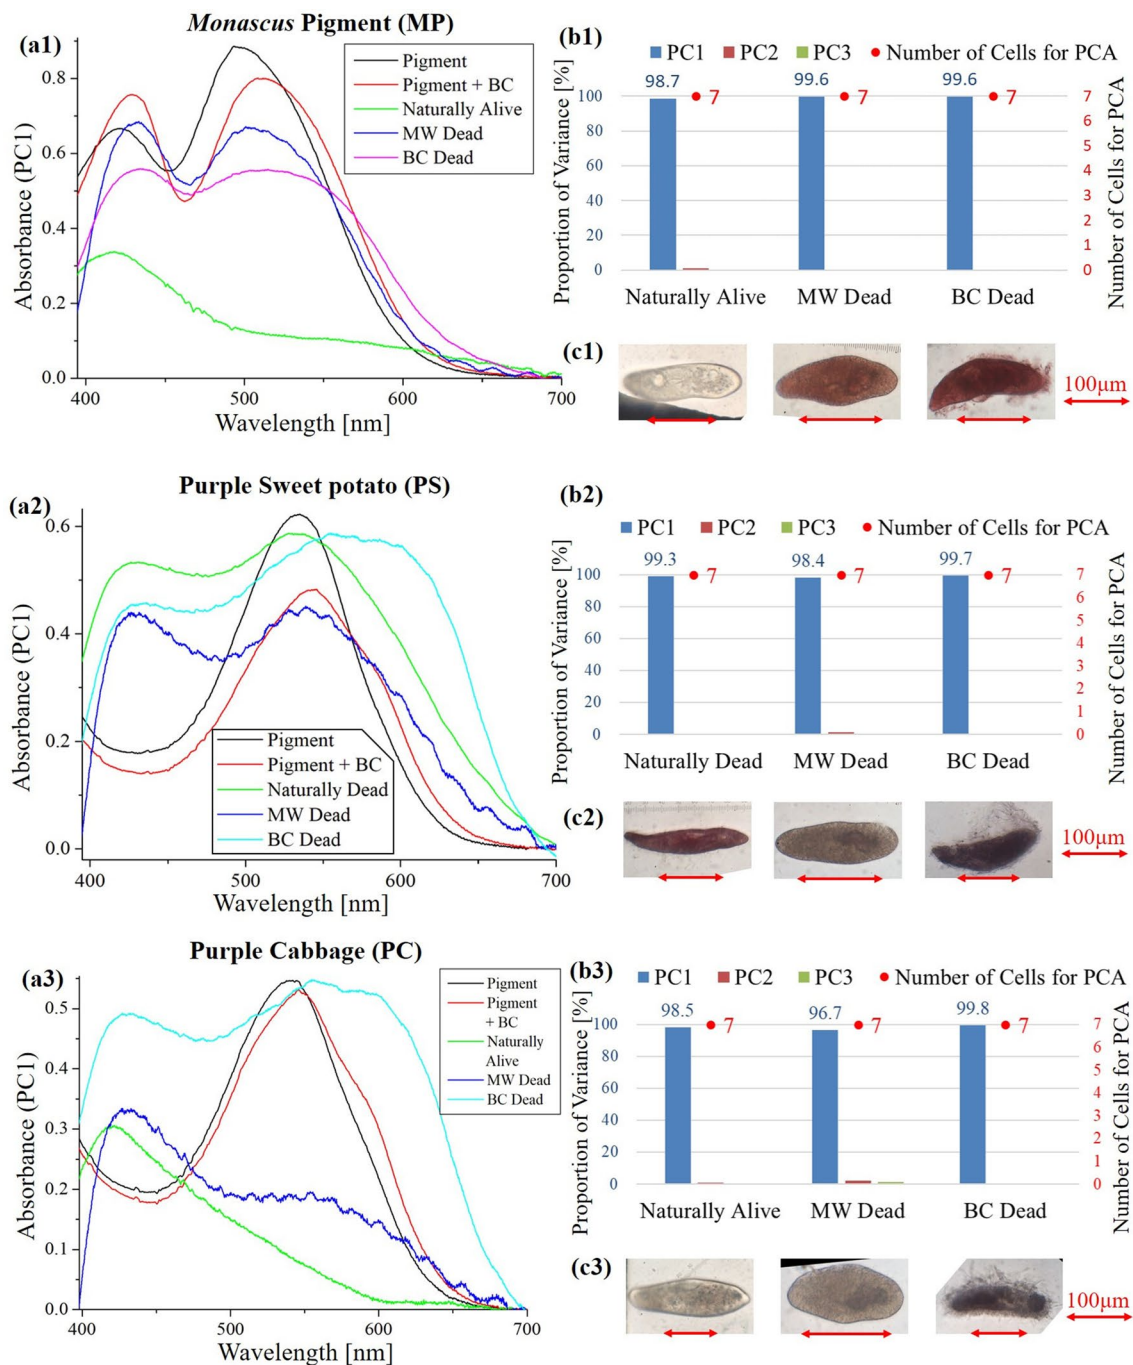 Monascus Pigment (MP)
(a1)
Pigment
Pigment + BC
Naturally Alive
MW Dead
BC Dead
Absorbance (PC1)
0.8
0.6
0.4
0.2
0.0
400 500 600 700
Wavelength [nm]
(b1)
PC1 PC2 PC3 Number of Cells for PCA
Proportion of Variance [%]
100
80
60
40
20
0
98.7 7 99.6 7 99.6 7
7
6
5
4
3
2
1
0
Number of Cells for PCA
Naturally Alive MW Dead BC Dead
(c1)
100μm
Purple Sweet potato (PS)
(a2)
Absorbance (PC1)
0.6
0.4
0.2
0.0
Pigment
Pigment + BC
Naturally Dead
MW Dead
BC Dead
400 500 600 700
Wavelength [nm]
(b2)
PC1 PC2 PC3 Number of Cells for PCA
Proportion of Variance [%]
100
80
60
40
20
0
99.3 7 98.4 7 99.7 7
7
6
5
4
3
2
1
0
Number of Cells for PCA
Naturally Dead MW Dead BC Dead
(c2)
100μm
Purple Cabbage (PC)
(a3)
Pigment
Pigment
+ BC
Naturally
Alive
MW Dead
BC Dead
Absorbance (PC1)
0.5
0.4
0.3
0.2
0.1
0.0
400 500 600 700
Wavelength [nm]
(b3)
PC1 PC2 PC3 Number of Cells for PCA
Proportion of Variance [%]
100
80
60
40
20
0
98.5 7 96.7 7 99.8 7
7
6
5
4
3
2
1
0
Number of Cells for PCA
Naturally Alive MW Dead BC Dead
(c3)
100μm